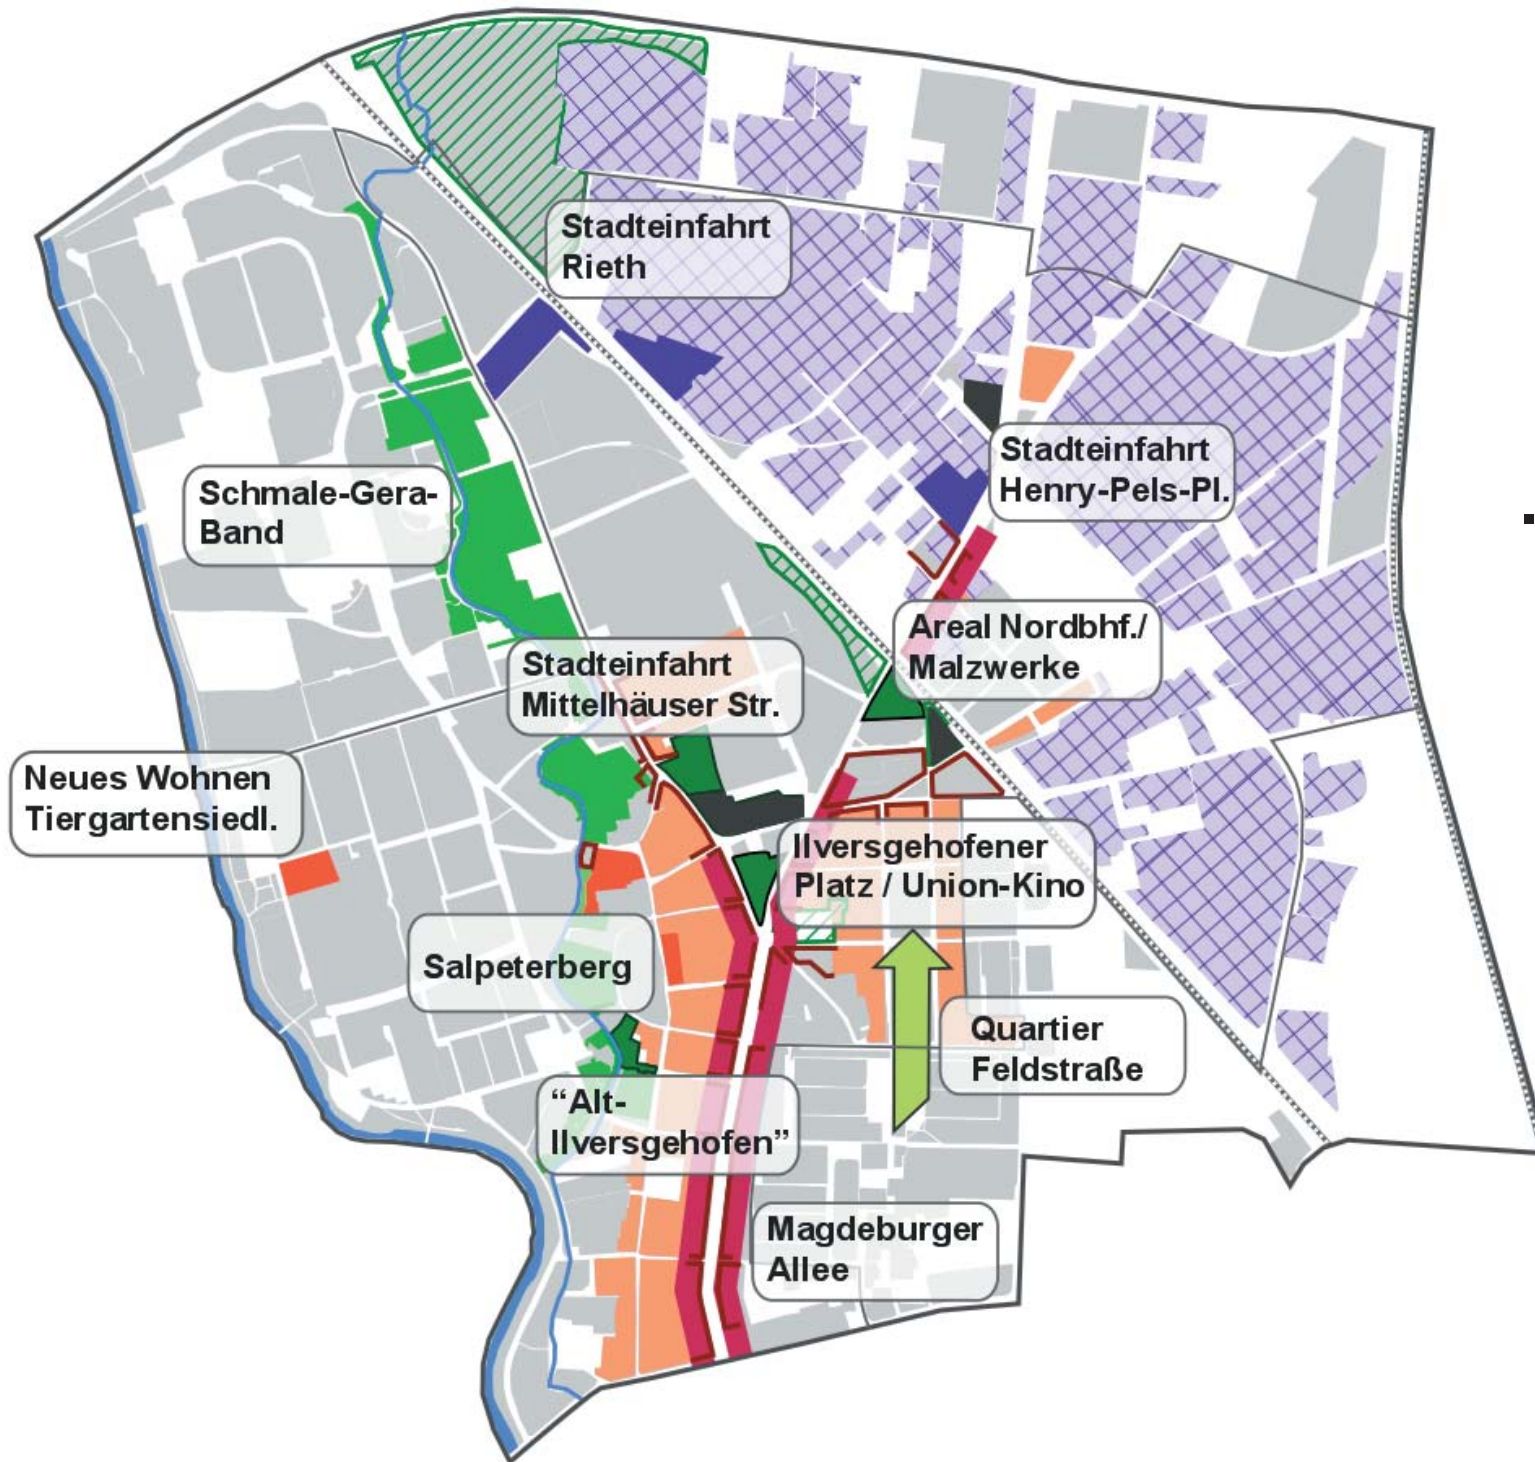 Stadteinfahrt
Rieth
Stadteinfahrt
Henry-Pels-Pl.
Schmale-Gera-
Band
Areal Nordbhf./
Malzwerke
Stadteinfahrt
Mittelhäuser Str.
Neues Wohnen
Tiergartensiedl.
Ilversgehofener
Platz / Union-Kino
Salpeterberg
Quartier
Feldstraße
“Alt-
Ilversgehofen”
Magdeburger
Allee